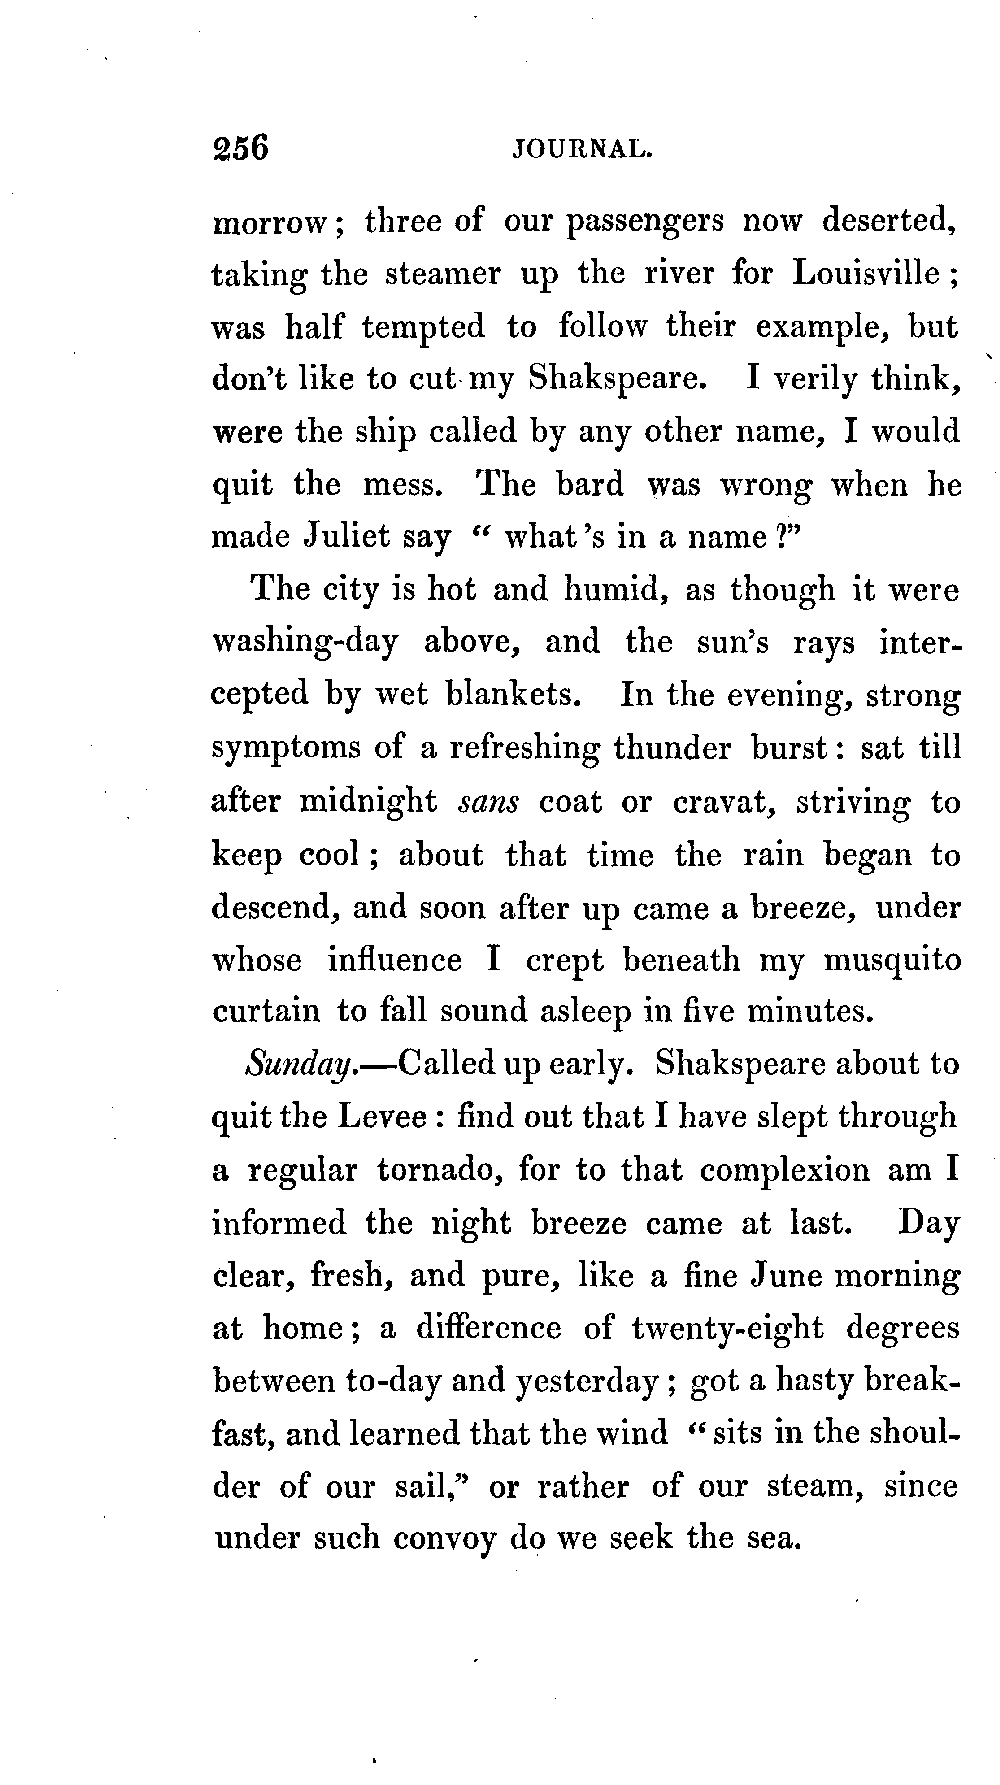 256 JOURNAL.
morrow; three of our passengers now deserted,
taking the steamer up the river for Louisville;
was half tempted to follow their example, but
don't like to cut my Shakspeare. I verily think,
were the ship called by any other name, I would
quit the mess. The bard was wrong when he
made Juliet say "what's in a name?"
The city is hot and humid, as though it were
washing-day above, and the sun's rays inter-
cepted by wet blankets. In the evening, strong
symptoms of a refreshing thunder burst: sat till
after midnight sans coat or cravat, striving to
keep cool; about that time the rain began to
descend, and soon after up came a breeze, under
whose influence I crept beneath my musquito
curtain to fall sound asleep in five minutes.
Sunday.—Called up early. Shakspeare about to
quit the Levee: find out that I have slept through
a regular tornado, for to that complexion am I
informed the night breeze came at last. Day
clear, fresh, and pure, like a fine June morning
at home; a difference of twenty-eight degrees
between to-day and yesterday; got a hasty break-
fast, and learned that the wind "sits in the shoul-
der of our sail," or rather of our steam, since
under such convoy do we seek the sea.